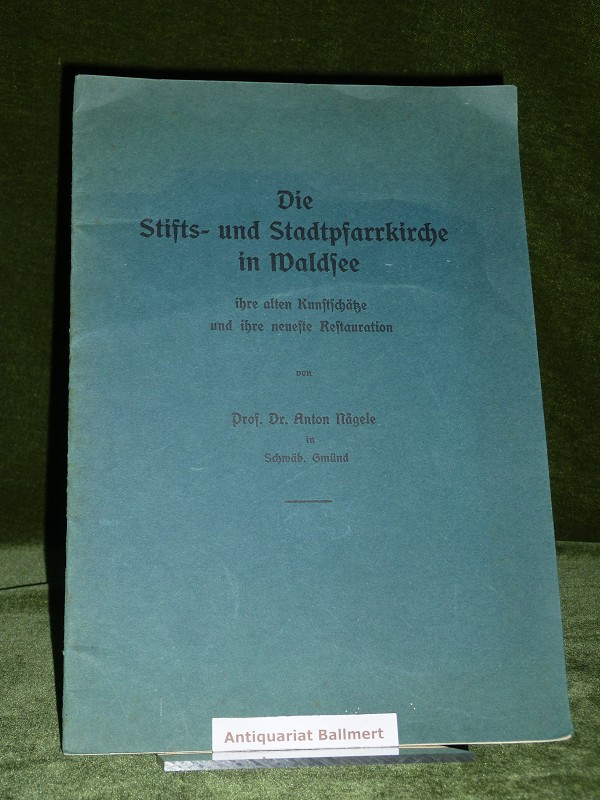 Die
Stifts- und Stadtpfarrkirche
in Waldsee
ihre alten Kunstschätze
und ihre neueste Restauration
von
Prof. Dr. Anton Nägele
in
Schwäb. Gmünd
Antiquariat Ballmert